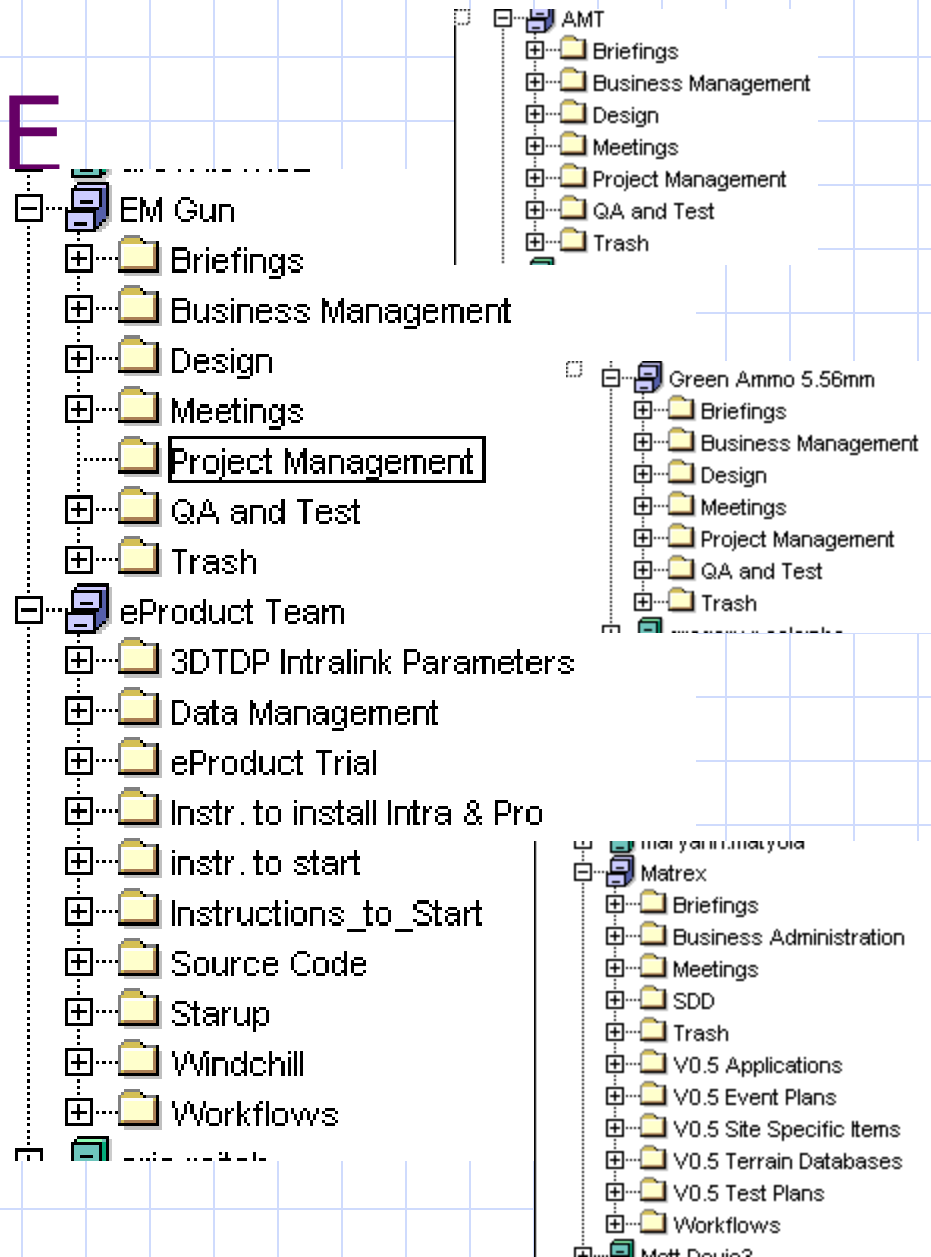 E
EM Gun
Briefings
Business Management
Design
Meetings
Project Management
QA and Test
Trash
eProduct Team
3DTDP Intralink Parameters
Data Management
eProduct Trial
Instr. to install Intra & Pro
instr. to start
Instructions_to_Start
Source Code
Starup
Windchill
Workflows
AMT
Briefings
Business Management
Design
Meetings
Project Management
QA and Test
Trash
Green Ammo 5.56mm
Briefings
Business Management
Design
Meetings
Project Management
QA and Test
Trash
Matrex
Briefings
Business Administration
Meetings
SDD
Trash
V0.5 Applications
V0.5 Event Plans
V0.5 Site Specific Items
V0.5 Terrain Databases
V0.5 Test Plans
Workflows